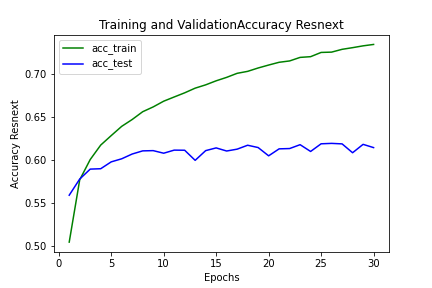 Training and ValidationAccuracy Resnext
acc_train
acc_test
Accuracy Resnext
0.70
0.65
0.60
0.55
0.50
0 5 10 15 20 25 30
Epochs